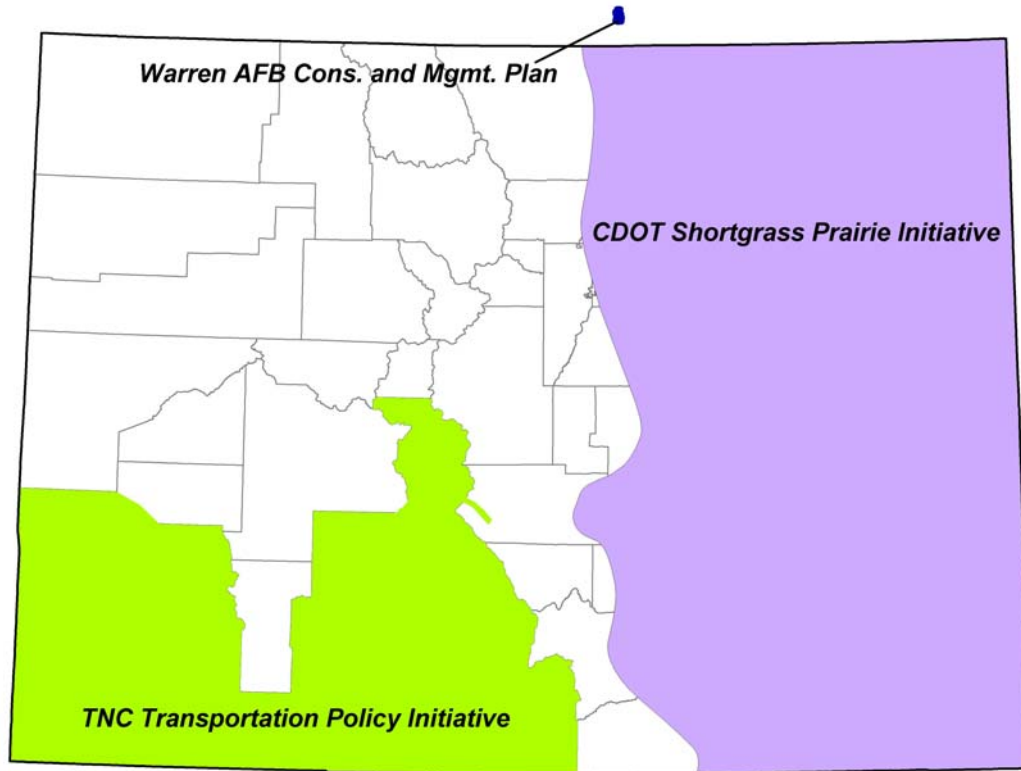 Warren AFB Cons. and Mgmt. Plan
CDOT Shortgrass Prairie Initiative
TNC Transportation Policy Initiative